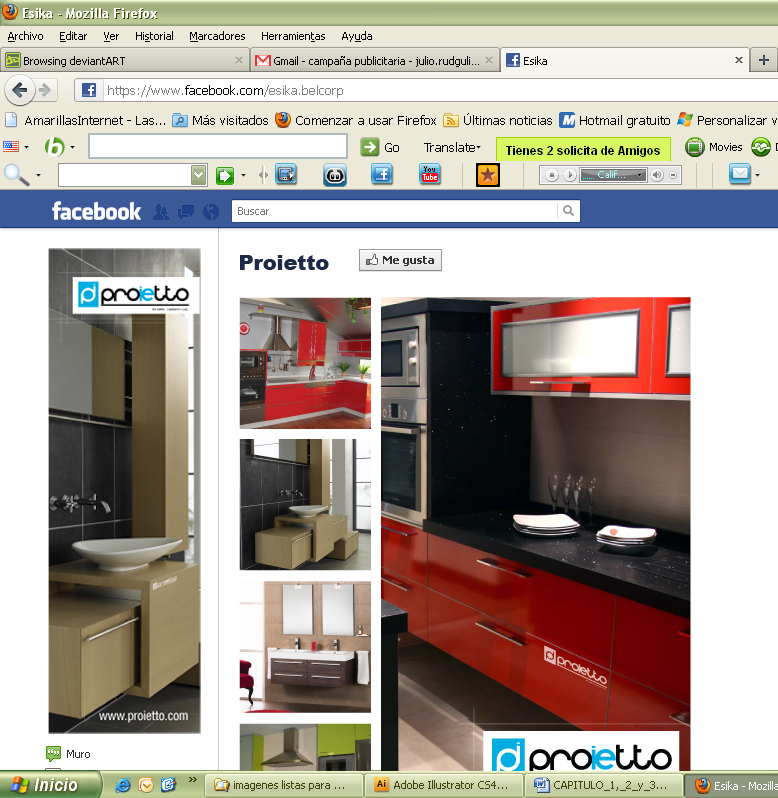 Esika - Mozilla Firefox
Archivo Editar Ver Historial Marcadores Herramientas Ayuda
Browsing deviantART
Gmail - campaña publicitaria - julio.rudguli...
Esika
https://www.facebook.com/esika.belcorp
AmarillasInternet - Las... Más visitados Comenzar a usar Firefox Últimas noticias Hotmail gratuito Personalizar v
Go Translate Tienes 2 solicita de Amigos Movies
You Tube Calif...
facebook Buscar
Proietto Me gusta
proietto
www.proietto.com
proietto
proietto
Muro
Inicio imagenes listas para ... Adobe Illustrator CS4... CAPITULO_1,_2_y_3... Esika - Mozilla